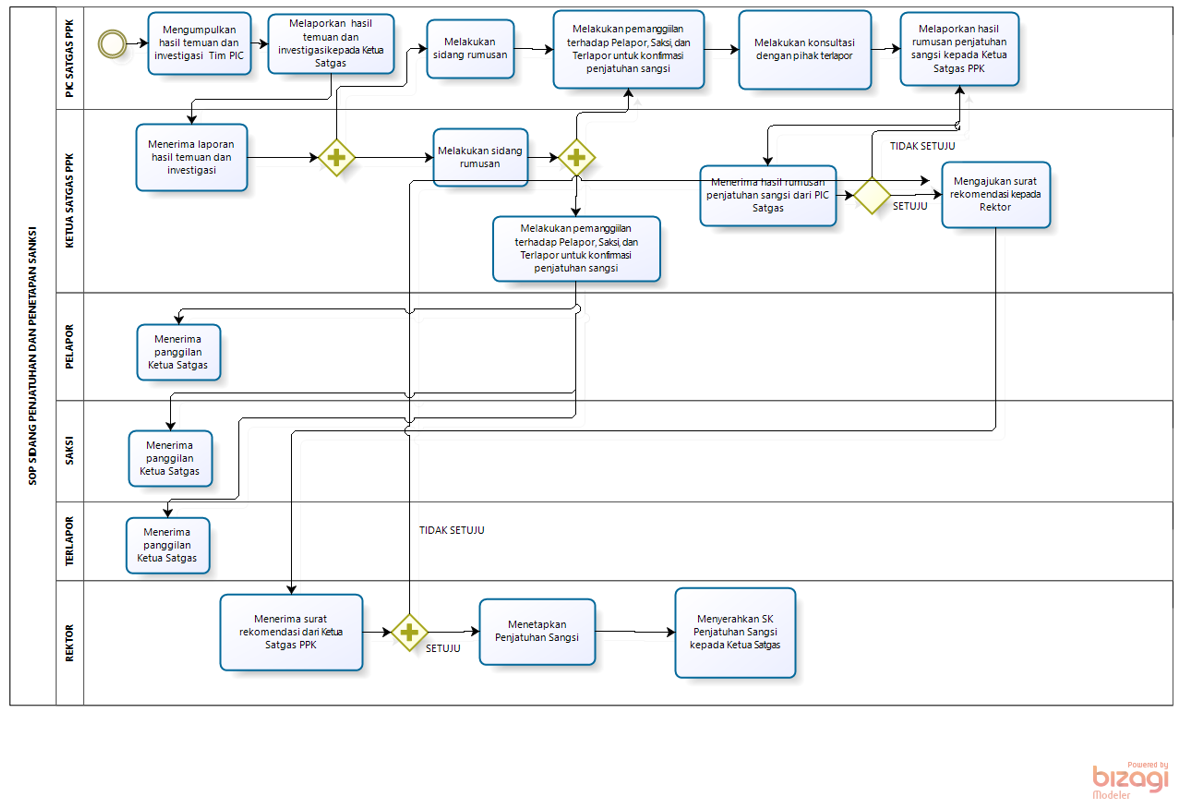 SOP SIDANG PENJATUHAN DAN PENETAPAN SANKSI
PIC SATGAS PPK
Mengumpulkan
hasil temuan dan
investigasi Tim PIC
Melaporkan hasil
temuan dan
investigasikepada Ketua
Satgas
Melakukan
sidang rumusan
Melakukan pemanggilan
terhadap Pelapor, Saksi, dan
Terlapor untuk konfirmasi
penjatuhan sangsi
Melakukan konsultasi
dengan pihak terlapor
Melaporkan hasil
rumusan penjatuhan
sangsi kepada Ketua
Satgas PPK
KETUA SATGAS PPK
Menerima laporan
hasil temuan dan
investigasi
Melakukan sidang
rumusan
Melakukan pemanggiilan
terhadap Pelapor, Saksi, dan
Terlapor untuk konfirmasi
penjatuhan sangsi
Menerima hasil rumusan
penjatuhan sangsi dari PIC
Satgas
TIDAK SETUJU
SETUJU
Mengajukan surat
rekomendasi kepada
Rektor
PELAPOR
Menerima
panggilan
Ketua Satgas
SAKSI
Menerima
panggilan
Ketua Satgas
TERLAPOR
Menerima
panggilan
Ketua Satgas
TIDAK SETUJU
REKTOR
Menerima surat
rekomendasi dari Ketua
Satgas PPK
SETUJU
Menetapkan
Penjatuhan Sangsi
Menyerahkan SK
Penjatuhan Sangsi
kepada Ketua Satgas
Powered by
bizagi
Modeler